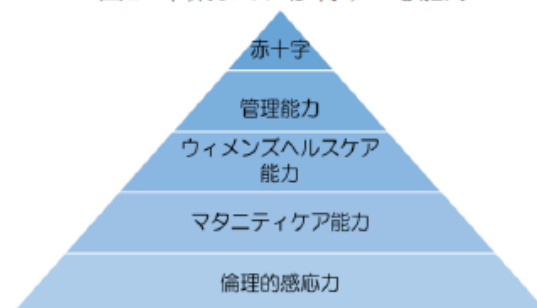 赤十字
管理能力
ウィメンズヘルスケア
能力
マタニティケア能力
倫理的感応力